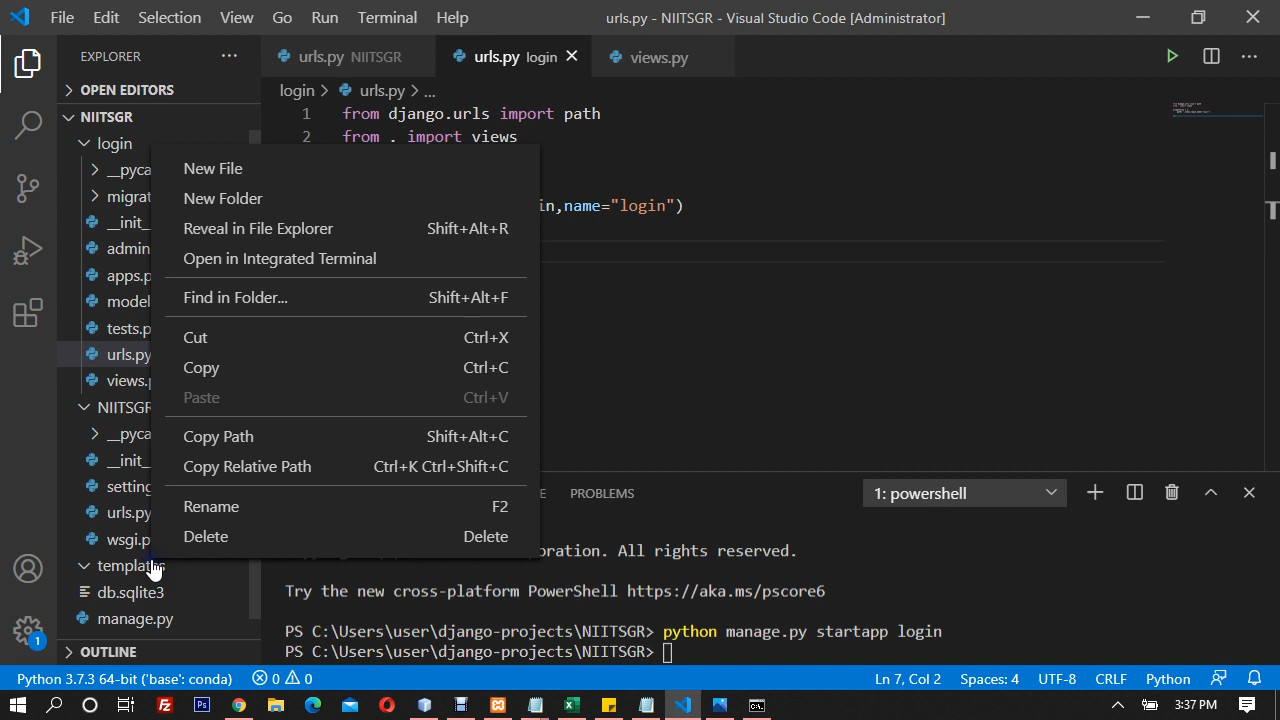 File Edit Selection View Go Run Terminal Help
urls.py - NIITSGR - Visual Studio Code [Administrator]
EXPLORER
urls.py NIITSGR
urls.py login
views.py
OPEN EDITORS
login > urls.py > ...
NIITSGR
1 from django.urls import path
login
2 from . import views
__pyca
migrat
__init_
admin
apps.p
model
tests.p
urls.py
views.
NIITSGR
__pyca
__init_
setting
urls.py
wsgi.p
templates
db.sqlite3
manage.py
OUTLINE
New File
New Folder
Reveal in File Explorer Shift+Alt+R
Open in Integrated Terminal
Find in Folder... Shift+Alt+F
Cut Ctrl+X
Copy Ctrl+C
Paste Ctrl+V
Copy Path Shift+Alt+C
Copy Relative Path Ctrl+K Ctrl+Shift+C
Rename F2
Delete Delete
in,name="login")
E PROBLEMS
1: powershell
oration. All rights reserved.
Try the new cross-platform PowerShell https://aka.ms/pscore6
PS C:\Users\user\django-projects\NIITSGR> python manage.py startapp login
PS C:\Users\user\django-projects\NIITSGR>
1
Python 3.7.3 64-bit ('base': conda) 0 0
Ln 7, Col 2 Spaces: 4 UTF-8 CRLF Python
3:37 PM